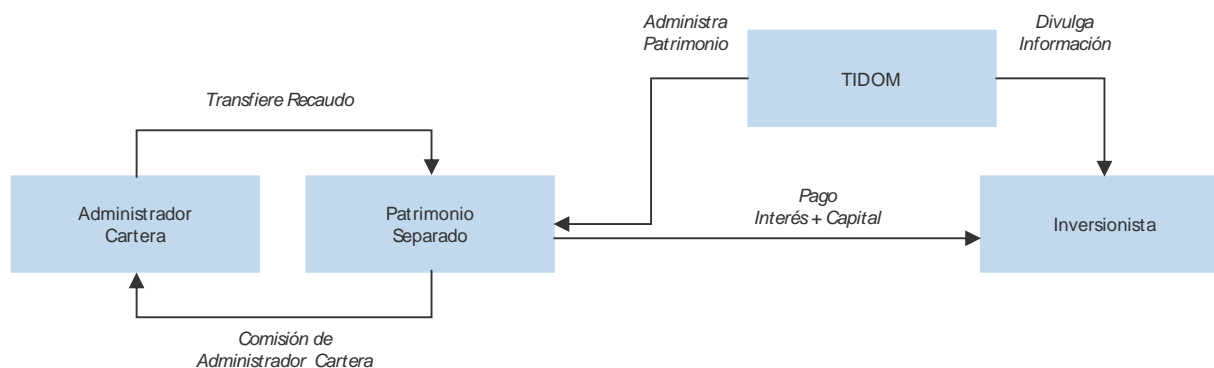 Administra
Patrimonio
Divulga
Información
TIDOM
Transfiere Recaudo
Administrador
Cartera
Patrimonio
Separado
Pago
Interés + Capital
Inversionista
Comisión de
Administrador Cartera